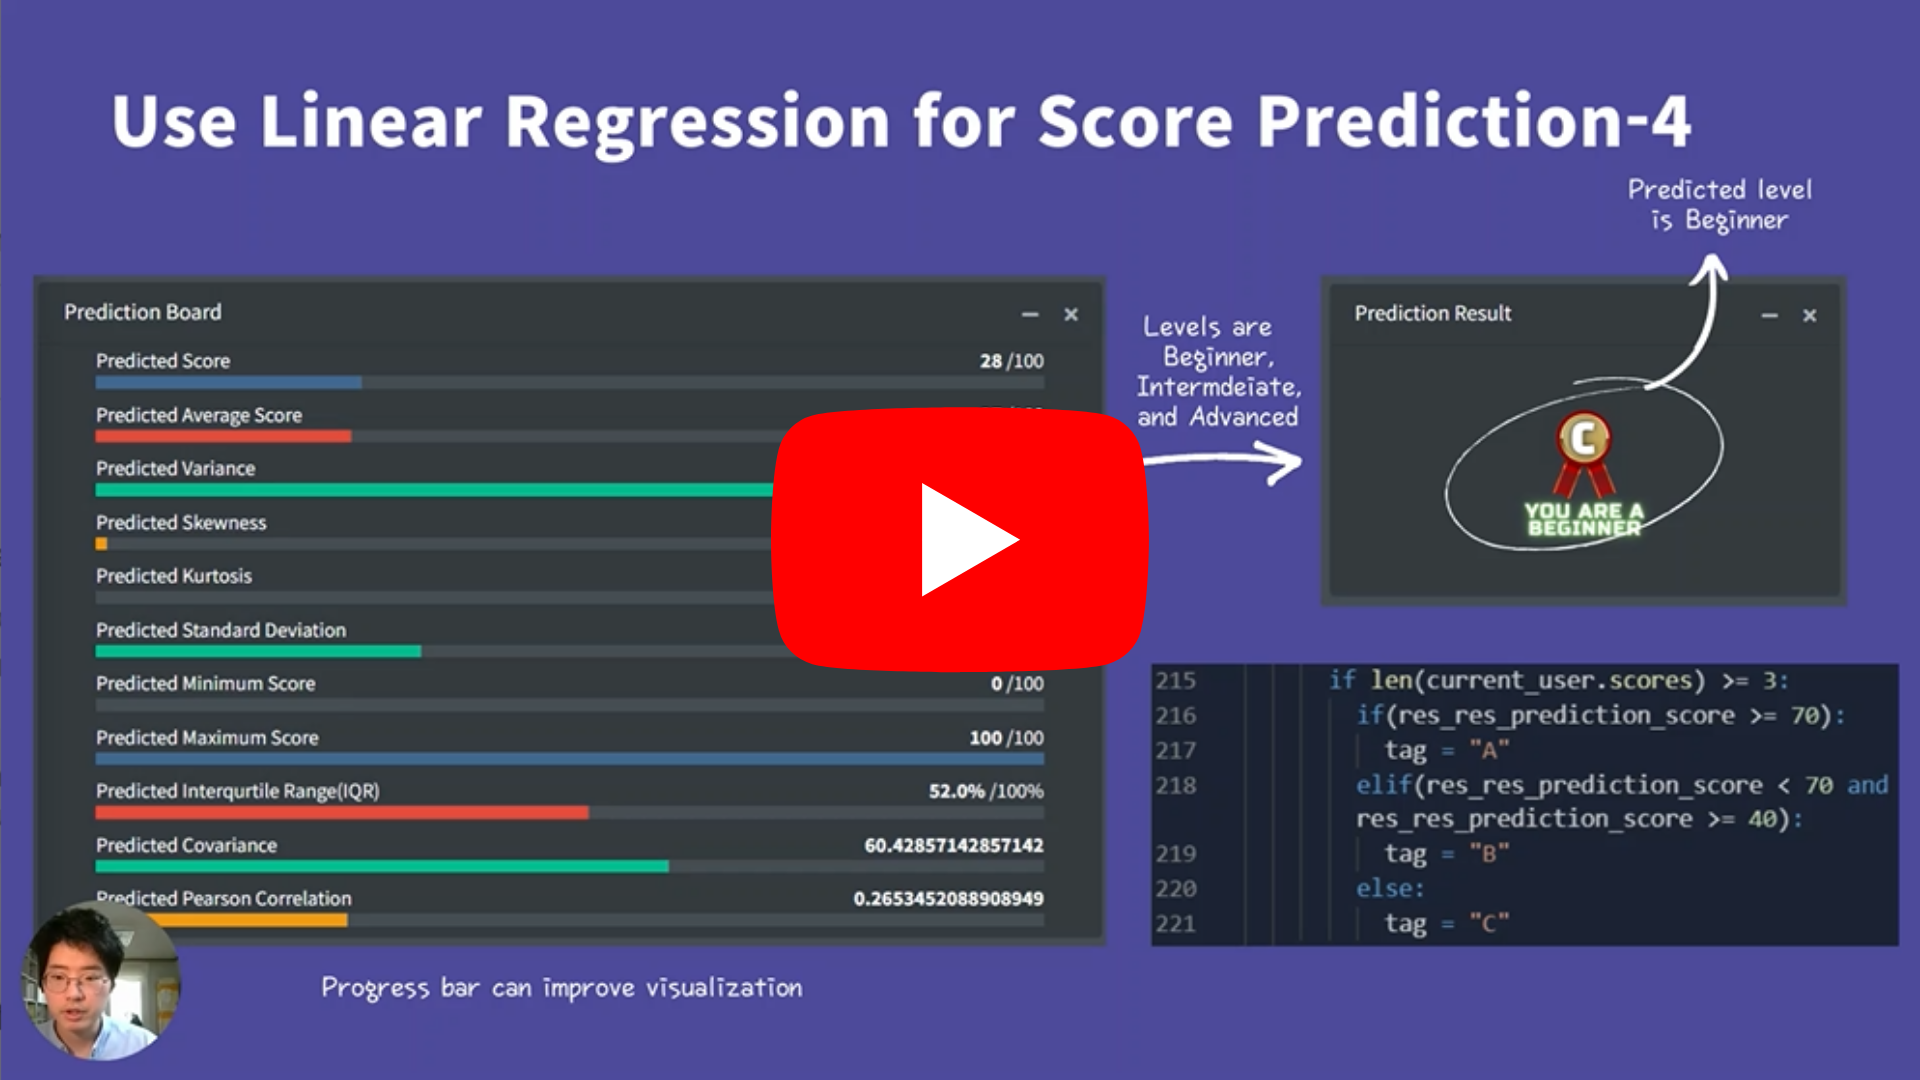 Use Linear Regression for Score Prediction-4
Predicted level
is Beginner
Prediction Board
Predicted Score 28 /100
Predicted Average Score
Predicted Variance
Predicted Skewness
Predicted Kurtosis
Predicted Standard Deviation
Predicted Minimum Score 0 /100
Predicted Maximum Score 100 /100
Predicted Interqurtile Range(IQR) 52.0% /100%
Predicted Covariance 60.42857142857142
Predicted Pearson Correlation 0.2653452088908949
Progress bar can improve visualization
Levels are
Beginner,
Intermdeiate,
and Advanced
Prediction Result
C
YOU ARE A
BEGINNER
215 if len(current_user.scores) >= 3:
216 if(res_res_prediction_score >= 70):
217 tag = "A"
218 elif(res_res_prediction_score < 70 and
res_res_prediction_score >= 40):
219 tag = "B"
220 else:
221 tag = "C"